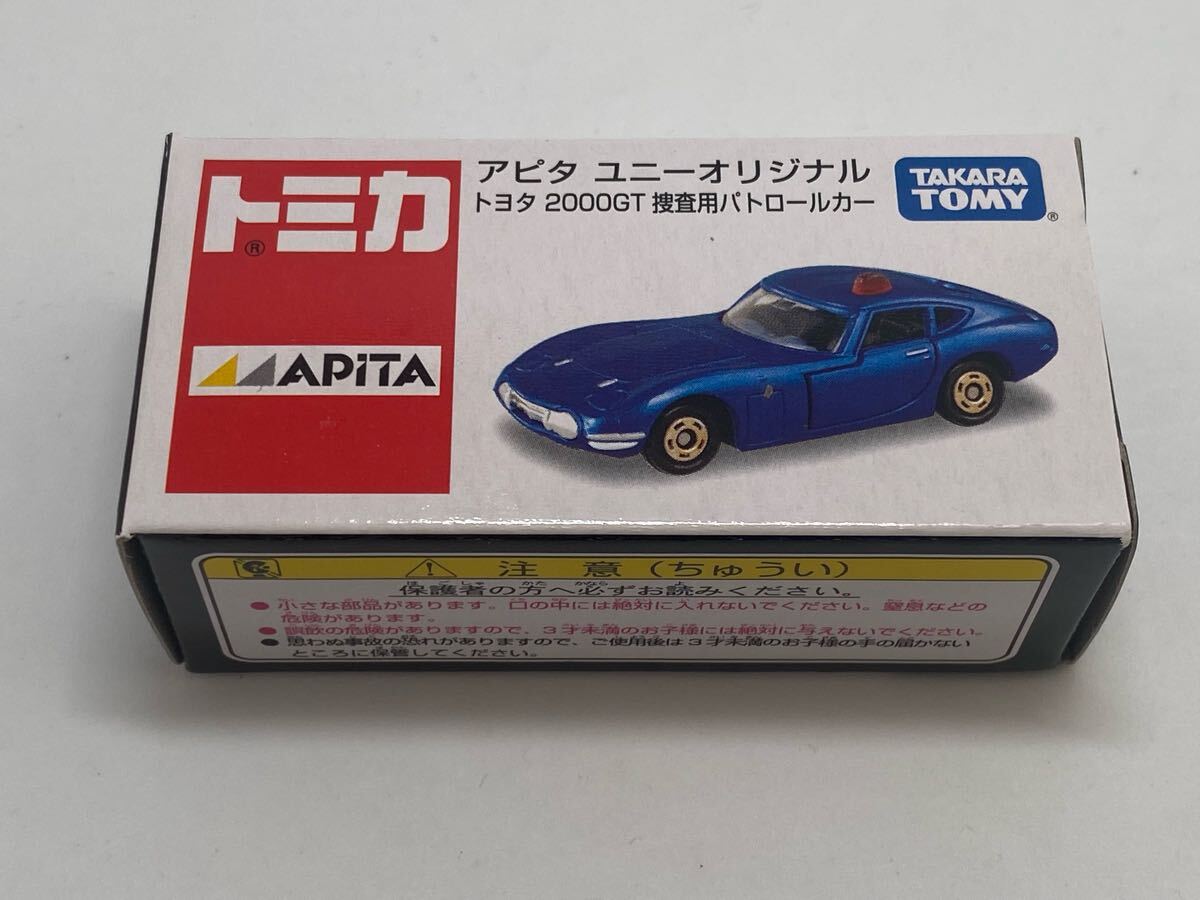 トミカ®
APiTA
アピタ ユニーオリジナル
トヨタ 2000GT 捜査用パトロールカー
TAKARA
TOMY®
注 意 (ちゅうい)
保護者の方へ必ずお読みください。
● 小さな部品があります。口の中には絶対に入れないでください。窒息などの
危険があります。
● 誤飲の危険がありますので、3才未満のお子様には絶対に与えないでください。
● 思わぬ事故の恐れがありますので、ご使用後は3才未満のお子様の手の届かない
ところに保管してください。